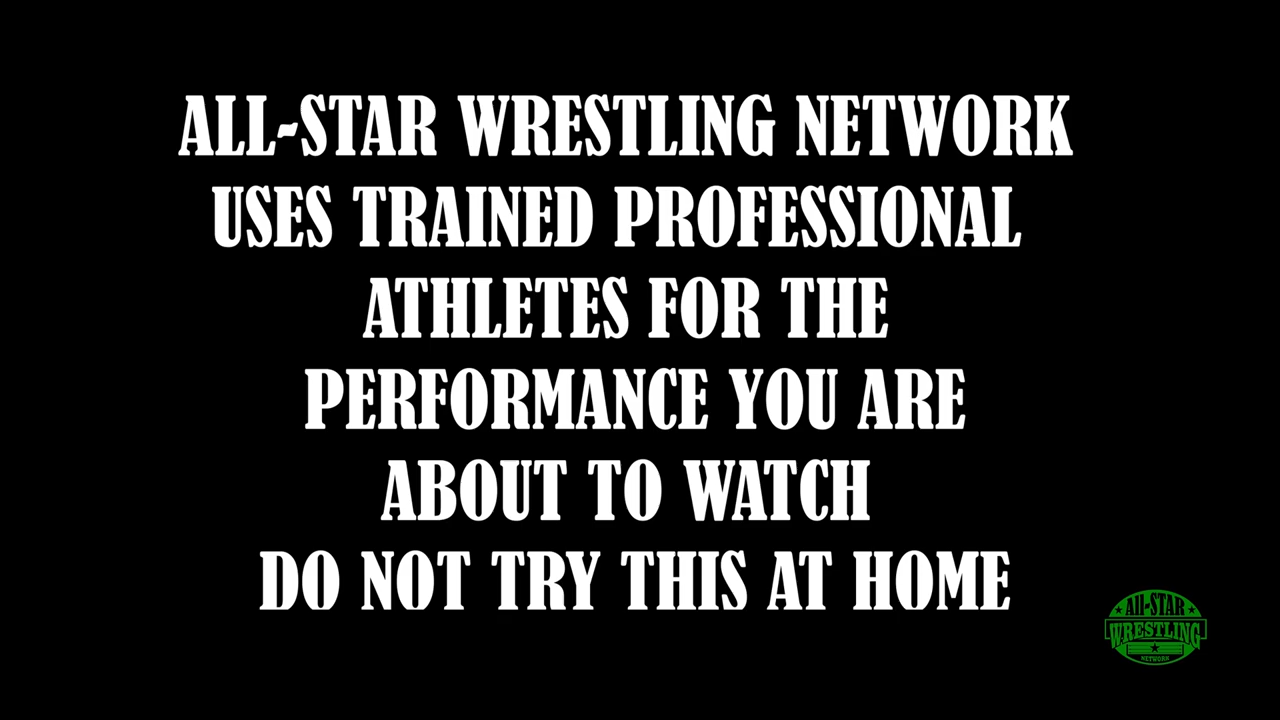 ALL-STAR WRESTLING NETWORK
USES TRAINED PROFESSIONAL
ATHLETES FOR THE
PERFORMANCE YOU ARE
ABOUT TO WATCH
DO NOT TRY THIS AT HOME
ALL-STAR
WRESTLING
NETWORK